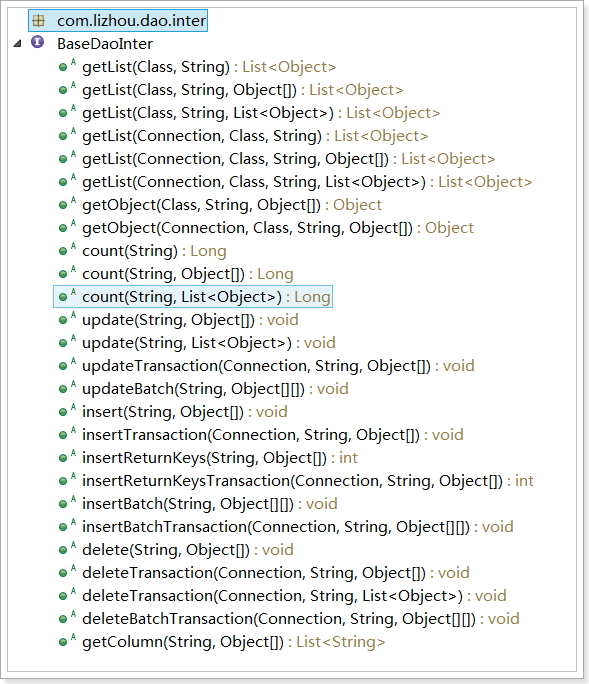 com.lizhou.dao.inter
BaseDaoInter
getList(Class, String) : List<Object>
getList(Class, String, Object[]) : List<Object>
getList(Class, String, List<Object>) : List<Object>
getList(Connection, Class, String) : List<Object>
getList(Connection, Class, String, Object[]) : List<Object>
getList(Connection, Class, String, List<Object>) : List<Object>
getObject(Class, String, Object[]) : Object
getObject(Connection, Class, String, Object[]) : Object
count(String) : Long
count(String, Object[]) : Long
count(String, List<Object>) : Long
update(String, Object[]) : void
update(String, List<Object>) : void
updateTransaction(Connection, String, Object[]) : void
updateBatch(String, Object[][]) : void
insert(String, Object[]) : void
insertTransaction(Connection, String, Object[]) : void
insertReturnKeys(String, Object[]) : int
insertReturnKeysTransaction(Connection, String, Object[]) : int
insertBatch(String, Object[][]) : void
insertBatchTransaction(Connection, String, Object[][]) : void
delete(String, Object[]) : void
deleteTransaction(Connection, String, Object[]) : void
deleteTransaction(Connection, String, List<Object>) : void
deleteBatchTransaction(Connection, String, Object[][]) : void
getColumn(String, Object[]) : List<String>